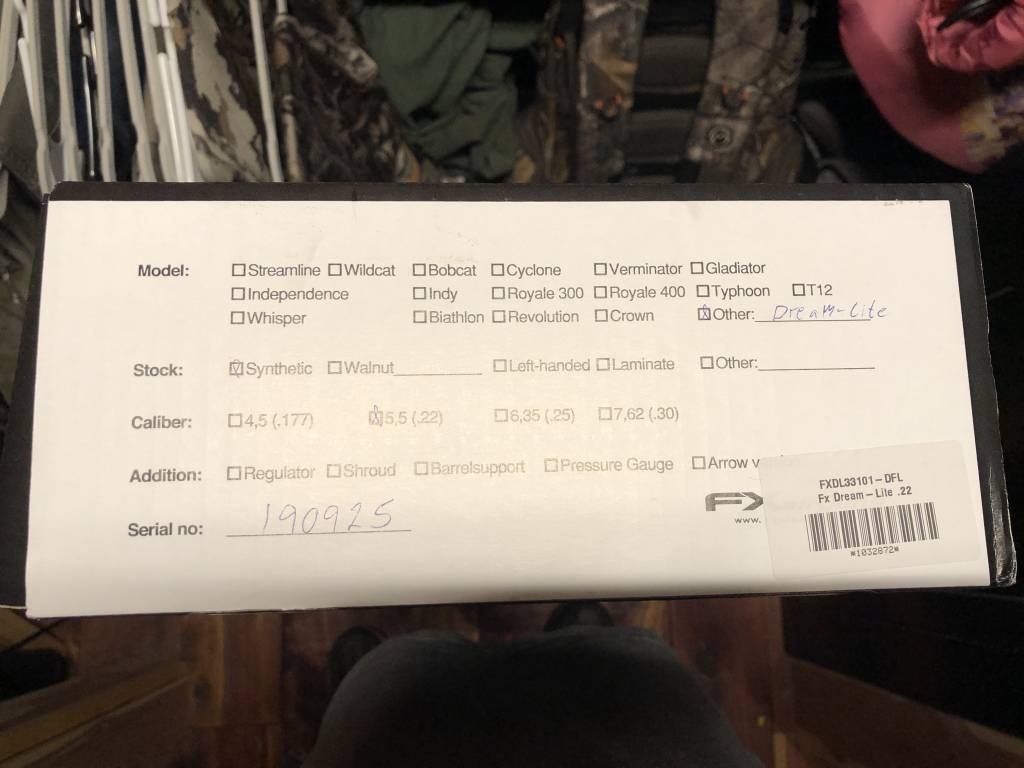 Model: ☐Streamline ☐Wildcat ☐Bobcat ☐Cyclone ☐Verminator ☐Gladiator
☐Independence ☐Indy ☐Royale 300 ☐Royale 400 ☐Typhoon ☐T12
☐Whisper ☐Biathlon ☐Revolution ☐Crown ☒Other: Dream-Lite
Stock: ☒Synthetic ☐Walnut ☐Left-handed ☐Laminate ☐Other:
Caliber: ☐4,5 (.177) ☒5,5 (.22) ☐6,35 (.25) ☐7,62 (.30)
Addition: ☐Regulator ☐Shroud ☐Barrelsupport ☐Pressure Gauge ☐Arrow
Serial no: 190925
FX
www.
FXDL33101-DFL
Fx Dream-Lite .22
*1032872*